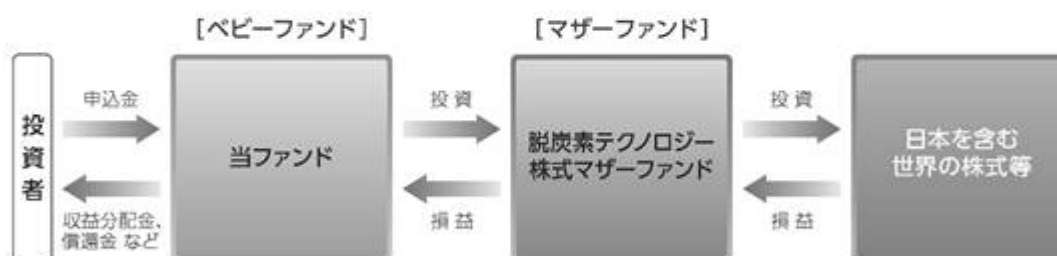 [ベビーファンド]
[マザーファンド]
投資者
申込金
収益分配金、
償還金 など
当ファンド
投資
損益
脱炭素テクノロジー
株式マザーファンド
投資
損益
日本を含む
世界の株式等